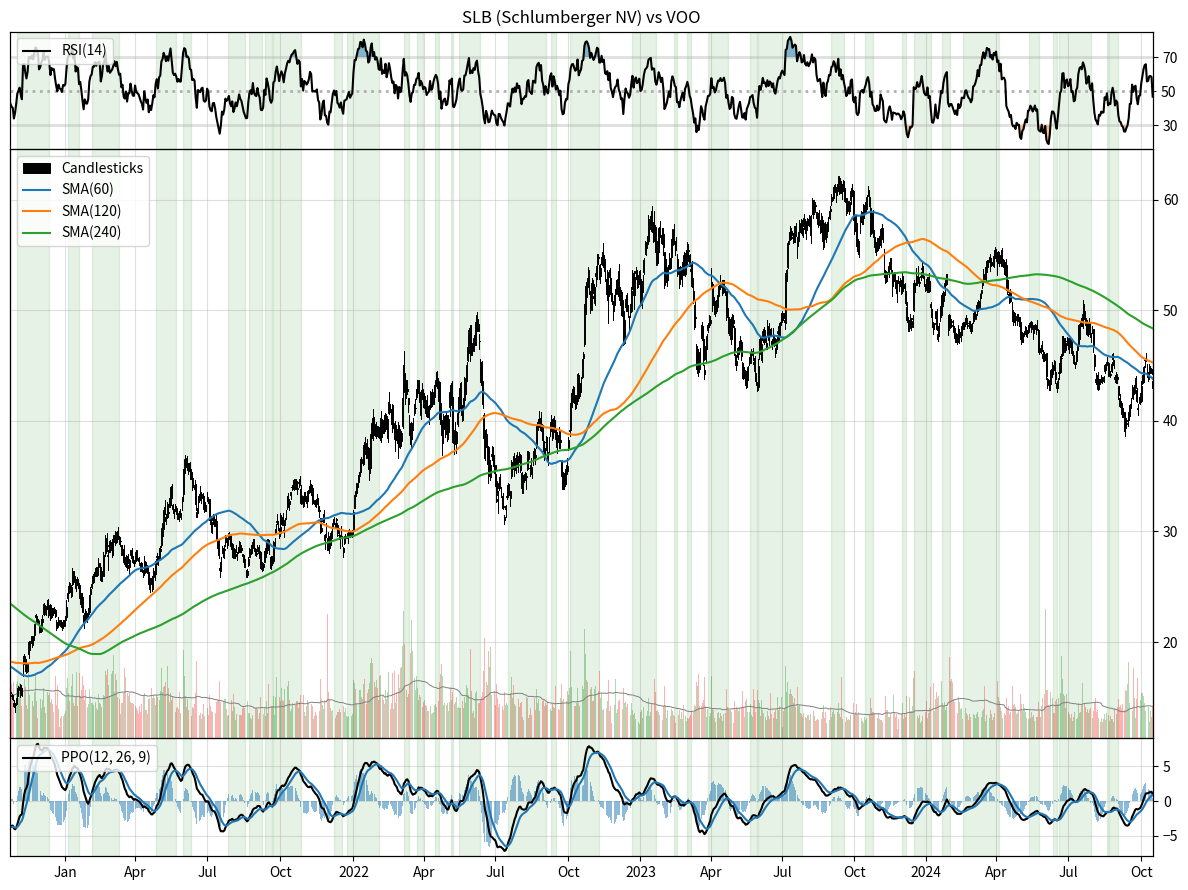 SLB (Schlumberger NV) vs VOO
RSI(14)
70
50
30
Candlesticks
SMA(60)
SMA(120)
SMA(240)
60
50
40
30
20
PPO(12, 26, 9)
5
0
−5
Jan Apr Jul Oct 2022 Apr Jul Oct 2023 Apr Jul Oct 2024 Apr Jul Oct